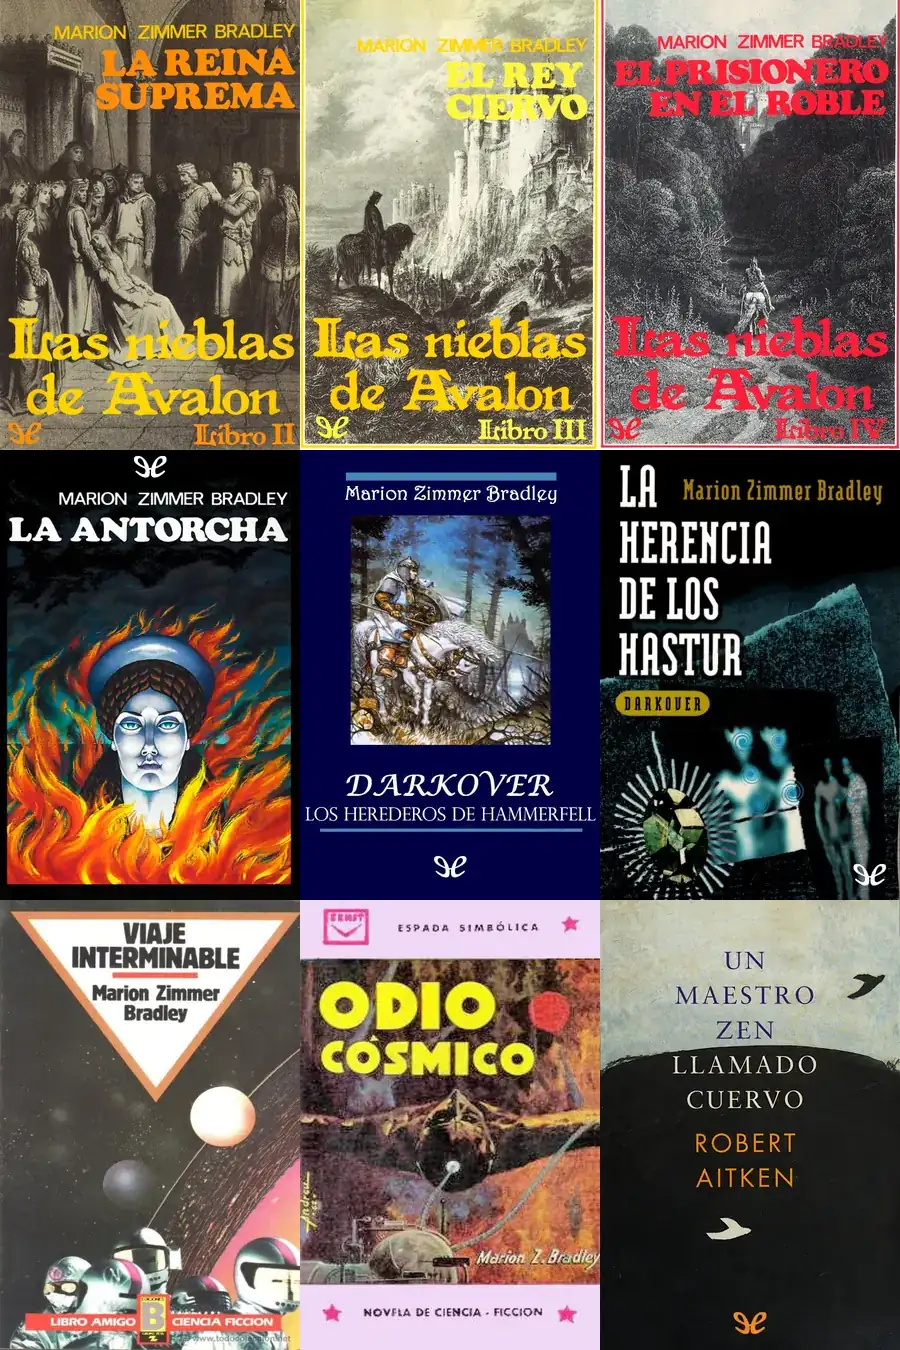 MARION ZIMMER BRADLEY
LA REINA
SUPREMA
Las nieblas
de Avalon
Libro II
MARION ZIMMER BRADLEY
EL REY
CIERVO
Las nieblas
de Avalon
Libro III
MARION ZIMMER BRADLEY
EL PRISIONERO
EN EL ROBLE
Las nieblas
de Avalon
Libro IV
MARION ZIMMER BRADLEY
LA ANTORCHA
Marion Zimmer Bradley
DARKOVER
LOS HEREDEROS DE HAMMERFELL
LA
Marion Zimmer Bradley
HERENCIA
DE LOS
HASTUR
DARKOVER
VIAJE
INTERMINABLE
Marion Zimmer
Bradley
LIBRO AMIGO
B
CIENCIA FICCION
ESPADA SIMBÓLICA
ODIO
CÓSMICO
Marion Z. Bradley
NOVELA DE CIENCIA - FICCION
UN
MAESTRO
ZEN
LLAMADO
CUERVO
ROBERT
AITKEN